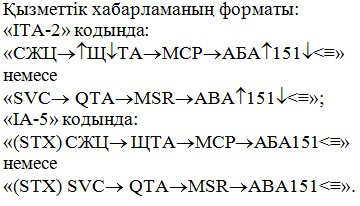 Қызметтік хабарламаның форматы:
«ITA-2» кодында:
«СЖЦ→↑Щ↓ТА→МСР→АБА↑151↓<≡»
немесе
«SVC→ QTA→MSR→ABA↑151↓<≡»;
«IA-5» кодында:
«(STX) СЖЦ→ ЩТА→МСР→АБА151<≡»
немесе
«(STX) SVC→ QTA→MSR→ABA151<≡».